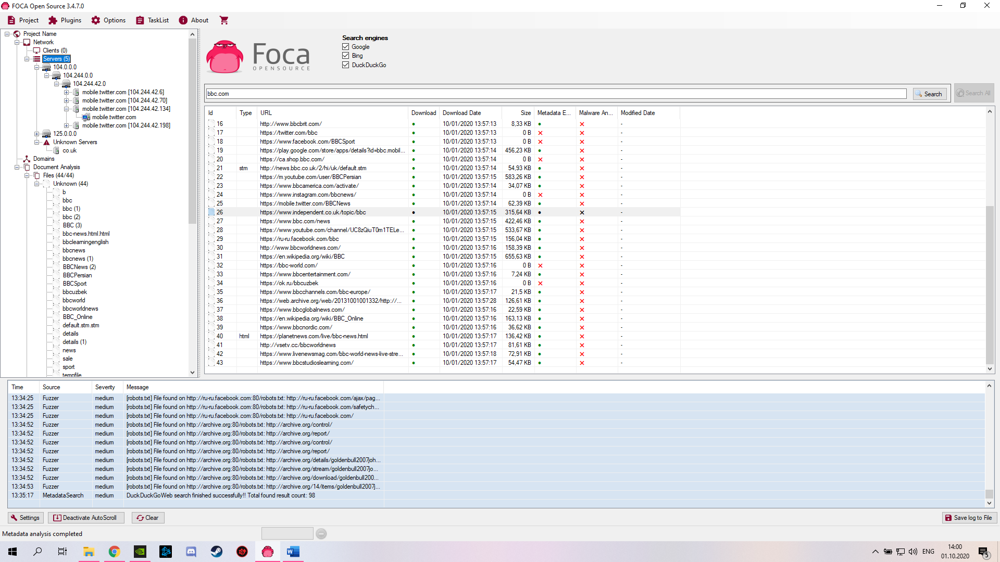 FOCA Open Source 3.4.7.0
Project Plugins Options TaskList About
Project Name
Network
Clients (0)
Servers (5)
104.0.0.0
104.244.0.0
104.244.42.0
mobile.twitter.com [104.244.42.6]
mobile.twitter.com [104.244.42.70]
mobile.twitter.com [104.244.42.134]
mobile.twitter.com
mobile.twitter.com [104.244.42.198]
125.0.0.0
Unknown Servers
co.uk
Domains
Document Analysis
Files (44/44)
Unknown (44)
b
bbc
bbc (1)
bbc (2)
BBC (3)
bbc-news.html.html
bbclearningenglish
bbcnews
bbcnews (1)
BBCNews (2)
BBCPersian
BBCSport
bbcuzbek
bbcworld
bbcworldnews
BBC_Online
default.stm.stm
details
details (1)
news
sale
sport
tempfile
Foca
OPENSOURCE
Search engines
Google
Bing
DuckDuckGo
bbc.com
Search
Search All
Id Type URL Download Download Date Size Metadata E... Malware An... Modified Date
16 http://www.bbcbrit.com/ 10/01/2020 13:57:13 8,33 KB -
17 https://twitter.com/bbc 10/01/2020 13:57:13 0 B -
18 https://www.facebook.com/BBCSport 10/01/2020 13:57:13 0 B -
19 https://play.google.com/store/apps/details?id=bbc.mobil... 10/01/2020 13:57:14 456,23 KB -
20 https://ca.shop.bbc.com/ 10/01/2020 13:57:14 0 B -
21 stm http://news.bbc.co.uk/2/hi/uk/default.stm 10/01/2020 13:57:14 54,93 KB -
22 https://m.youtube.com/user/BBCPersian 10/01/2020 13:57:15 583,26 KB -
23 https://www.bbcamerica.com/activate/ 10/01/2020 13:57:14 34,07 KB -
24 https://www.instagram.com/bbcnews/ 10/01/2020 13:57:14 0 B -
25 https://mobile.twitter.com/BBCNews 10/01/2020 13:57:14 62,39 KB -
26 https://www.independent.co.uk/topic/bbc 10/01/2020 13:57:15 315,64 KB -
27 https://www.bbc.com/news 10/01/2020 13:57:15 422,46 KB -
28 https://www.youtube.com/channel/UC8zQiuT0m1TELe... 10/01/2020 13:57:15 533,67 KB -
29 https://ru-ru.facebook.com/bbc 10/01/2020 13:57:15 156,04 KB -
30 http://www.bbcworldnews.com/ 10/01/2020 13:57:16 158,39 KB -
31 https://en.wikipedia.org/wiki/BBC 10/01/2020 13:57:15 655,63 KB -
32 https://bbc-world.com/ 10/01/2020 13:57:16 0 B -
33 https://www.bbcentertainment.com/ 10/01/2020 13:57:16 7,24 KB -
34 https://ok.ru/bbcuzbek 10/01/2020 13:57:16 0 B -
35 https://www.bbcchannels.com/bbc-europe/ 10/01/2020 13:57:17 21,5 KB -
36 https://web.archive.org/web/20131001001332/http://... 10/01/2020 13:57:28 126,61 KB -
37 https://www.bbcglobalnews.com/ 10/01/2020 13:57:16 22,59 KB -
38 https://en.wikipedia.org/wiki/BBC_Online 10/01/2020 13:57:16 163,13 KB -
39 https://www.bbcnordic.com/ 10/01/2020 13:57:16 36,62 KB -
40 html https://planetnews.com/live/bbc-news.html 10/01/2020 13:57:17 136,42 KB -
41 http://vsetv.cc/bbcworldnews 10/01/2020 13:57:17 81,61 KB -
42 https://www.livenewsmag.com/bbc-world-news-live-stre... 10/01/2020 13:57:18 72,91 KB -
43 https://www.bbcstudioslearning.com/ 10/01/2020 13:57:17 54,47 KB -
Time Source Severity Message
13:34:25 Fuzzer medium [robots.txt] File found on http://ru-ru.facebook.com:80/robots.txt: http://ru-ru.facebook.com/ajax/pag...
13:34:25 Fuzzer medium [robots.txt] File found on http://ru-ru.facebook.com:80/robots.txt: http://ru-ru.facebook.com/safetych...
13:34:25 Fuzzer medium [robots.txt] File found on http://ru-ru.facebook.com:80/robots.txt: http://ru-ru.facebook.com/
13:34:52 Fuzzer medium [robots.txt] File found on http://archive.org:80/robots.txt: http://archive.org/control/
13:34:52 Fuzzer medium [robots.txt] File found on http://archive.org:80/robots.txt: http://archive.org/report/
13:34:52 Fuzzer medium [robots.txt] File found on http://archive.org:80/robots.txt: http://archive.org/control/
13:34:52 Fuzzer medium [robots.txt] File found on http://archive.org:80/robots.txt: http://archive.org/report/
13:34:52 Fuzzer medium [robots.txt] File found on http://archive.org:80/robots.txt: http://archive.org/details/goldenbull2007joh...
13:34:52 Fuzzer medium [robots.txt] File found on http://archive.org:80/robots.txt: http://archive.org/stream/goldenbull2007jo...
13:34:52 Fuzzer medium [robots.txt] File found on http://archive.org:80/robots.txt: http://archive.org/download/goldenbull200...
13:34:53 Fuzzer medium [robots.txt] File found on http://archive.org:80/robots.txt: http://archive.org/14/items/goldenbull2007j...
13:35:17 MetadataSearch medium DuckDuckGoWeb search finished successfully!! Total found result count: 98
Settings Deactivate AutoScroll Clear Save log to File
Metadata analysis completed
ENG 14:00
01.10.2020
5